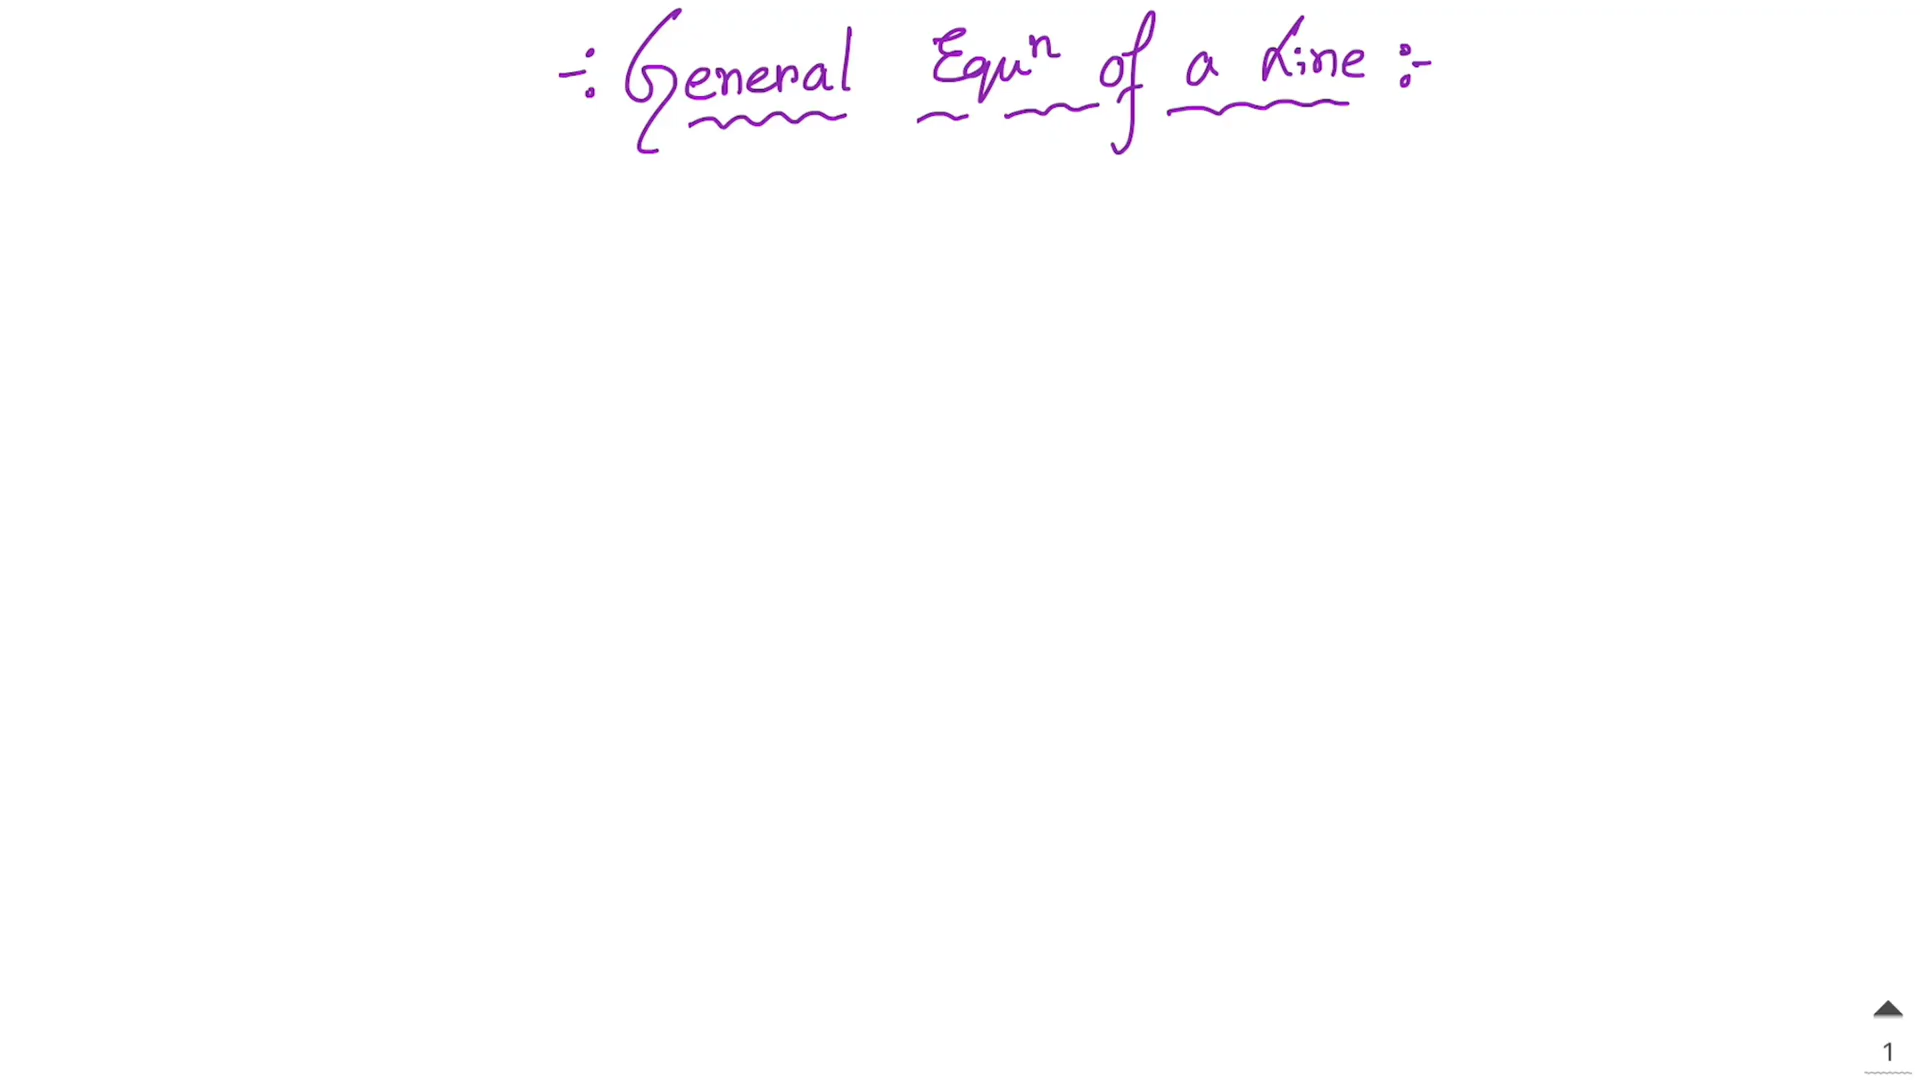 -: General Equⁿ of a Line :-
1